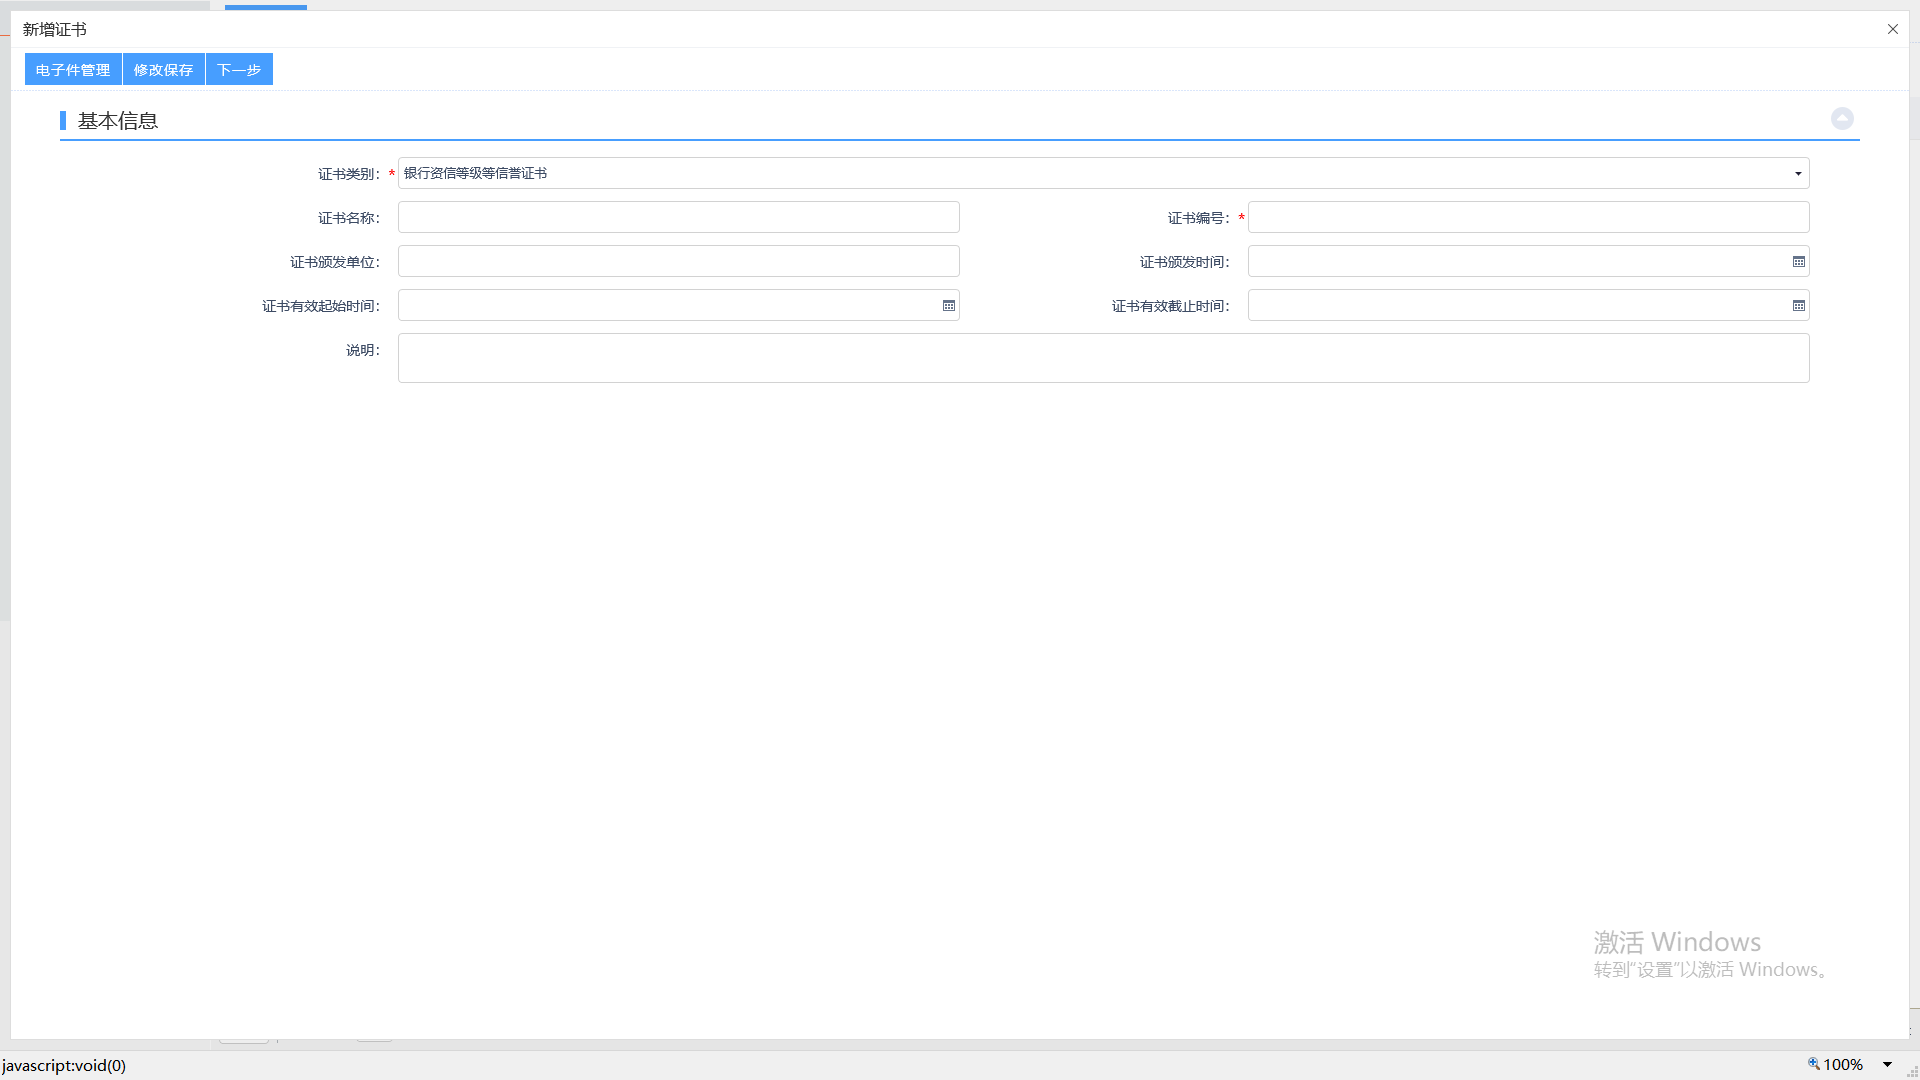 新增证书
电子件管理 修改保存 下一步
基本信息
证书类别： * 银行资信等级等信誉证书
证书名称： 证书编号： *
证书颁发单位： 证书颁发时间：
证书有效起始时间： 证书有效截止时间：
说明：
激活 Windows
转到“设置”以激活 Windows。
javascript:void(0) 100%